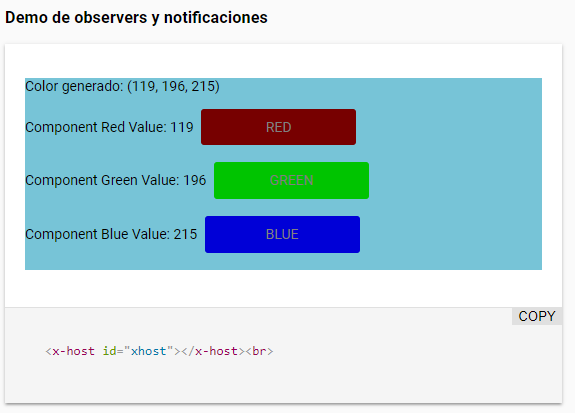 Demo de observers y notificaciones
Color generado: (119, 196, 215)
Component Red Value: 119 RED
Component Green Value: 196 GREEN
Component Blue Value: 215 BLUE
COPY
<x-host id="xhost"></x-host><br>